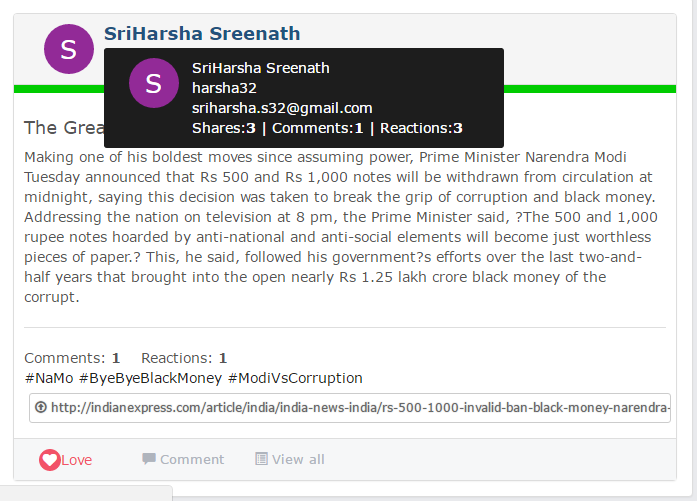 S
SriHarsha Sreenath
S
SriHarsha Sreenath
harsha32
sriharsha.s32@gmail.com
Shares:3 | Comments:1 | Reactions:3
The Grea
Making one of his boldest moves since assuming power, Prime Minister Narendra Modi
Tuesday announced that Rs 500 and Rs 1,000 notes will be withdrawn from circulation at
midnight, saying this decision was taken to break the grip of corruption and black money.
Addressing the nation on television at 8 pm, the Prime Minister said, ?The 500 and 1,000
rupee notes hoarded by anti-national and anti-social elements will become just worthless
pieces of paper.? This, he said, followed his government?s efforts over the last two-and-
half years that brought into the open nearly Rs 1.25 lakh crore black money of the
corrupt.
Comments: 1 Reactions: 1
#NaMo #ByeByeBlackMoney #ModiVsCorruption
http://indianexpress.com/article/india/india-news-india/rs-500-1000-invalid-ban-black-money-narendra-
Love Comment View all